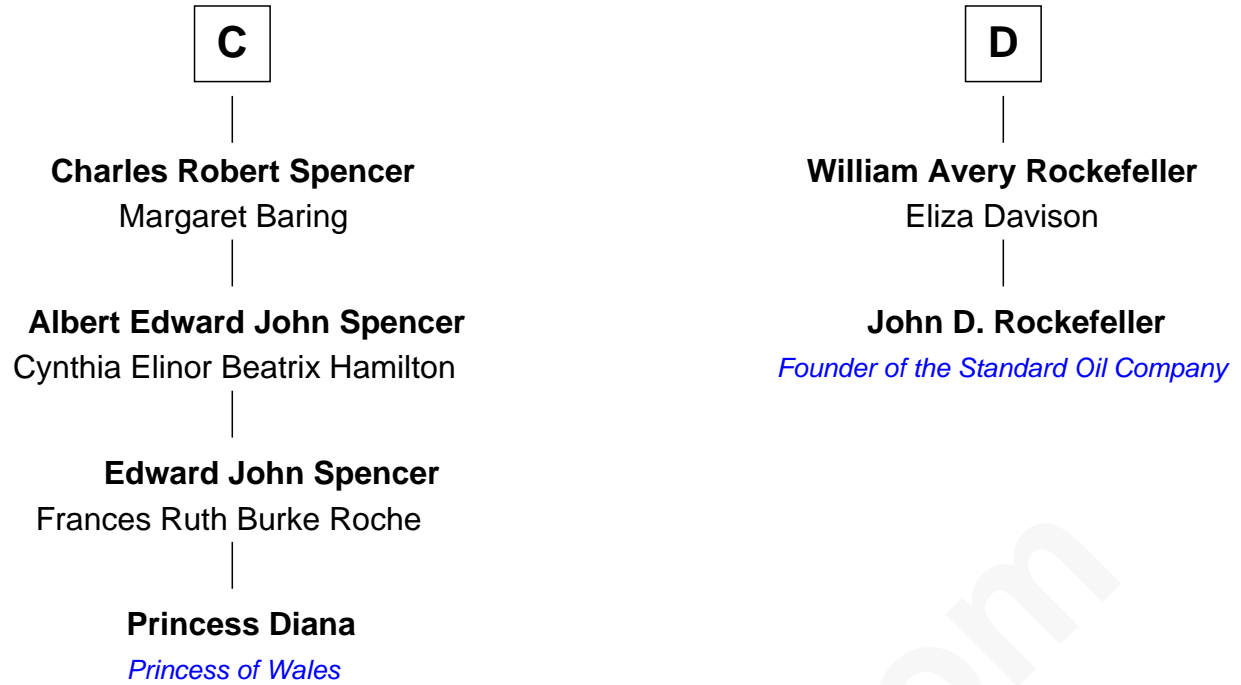 C
Charles Robert Spencer
Margaret Baring
Albert Edward John Spencer
Cynthia Elinor Beatrix Hamilton
Edward John Spencer
Frances Ruth Burke Roche
Princess Diana
Princess of Wales
D
William Avery Rockefeller
Eliza Davison
John D. Rockefeller
Founder of the Standard Oil Company
om